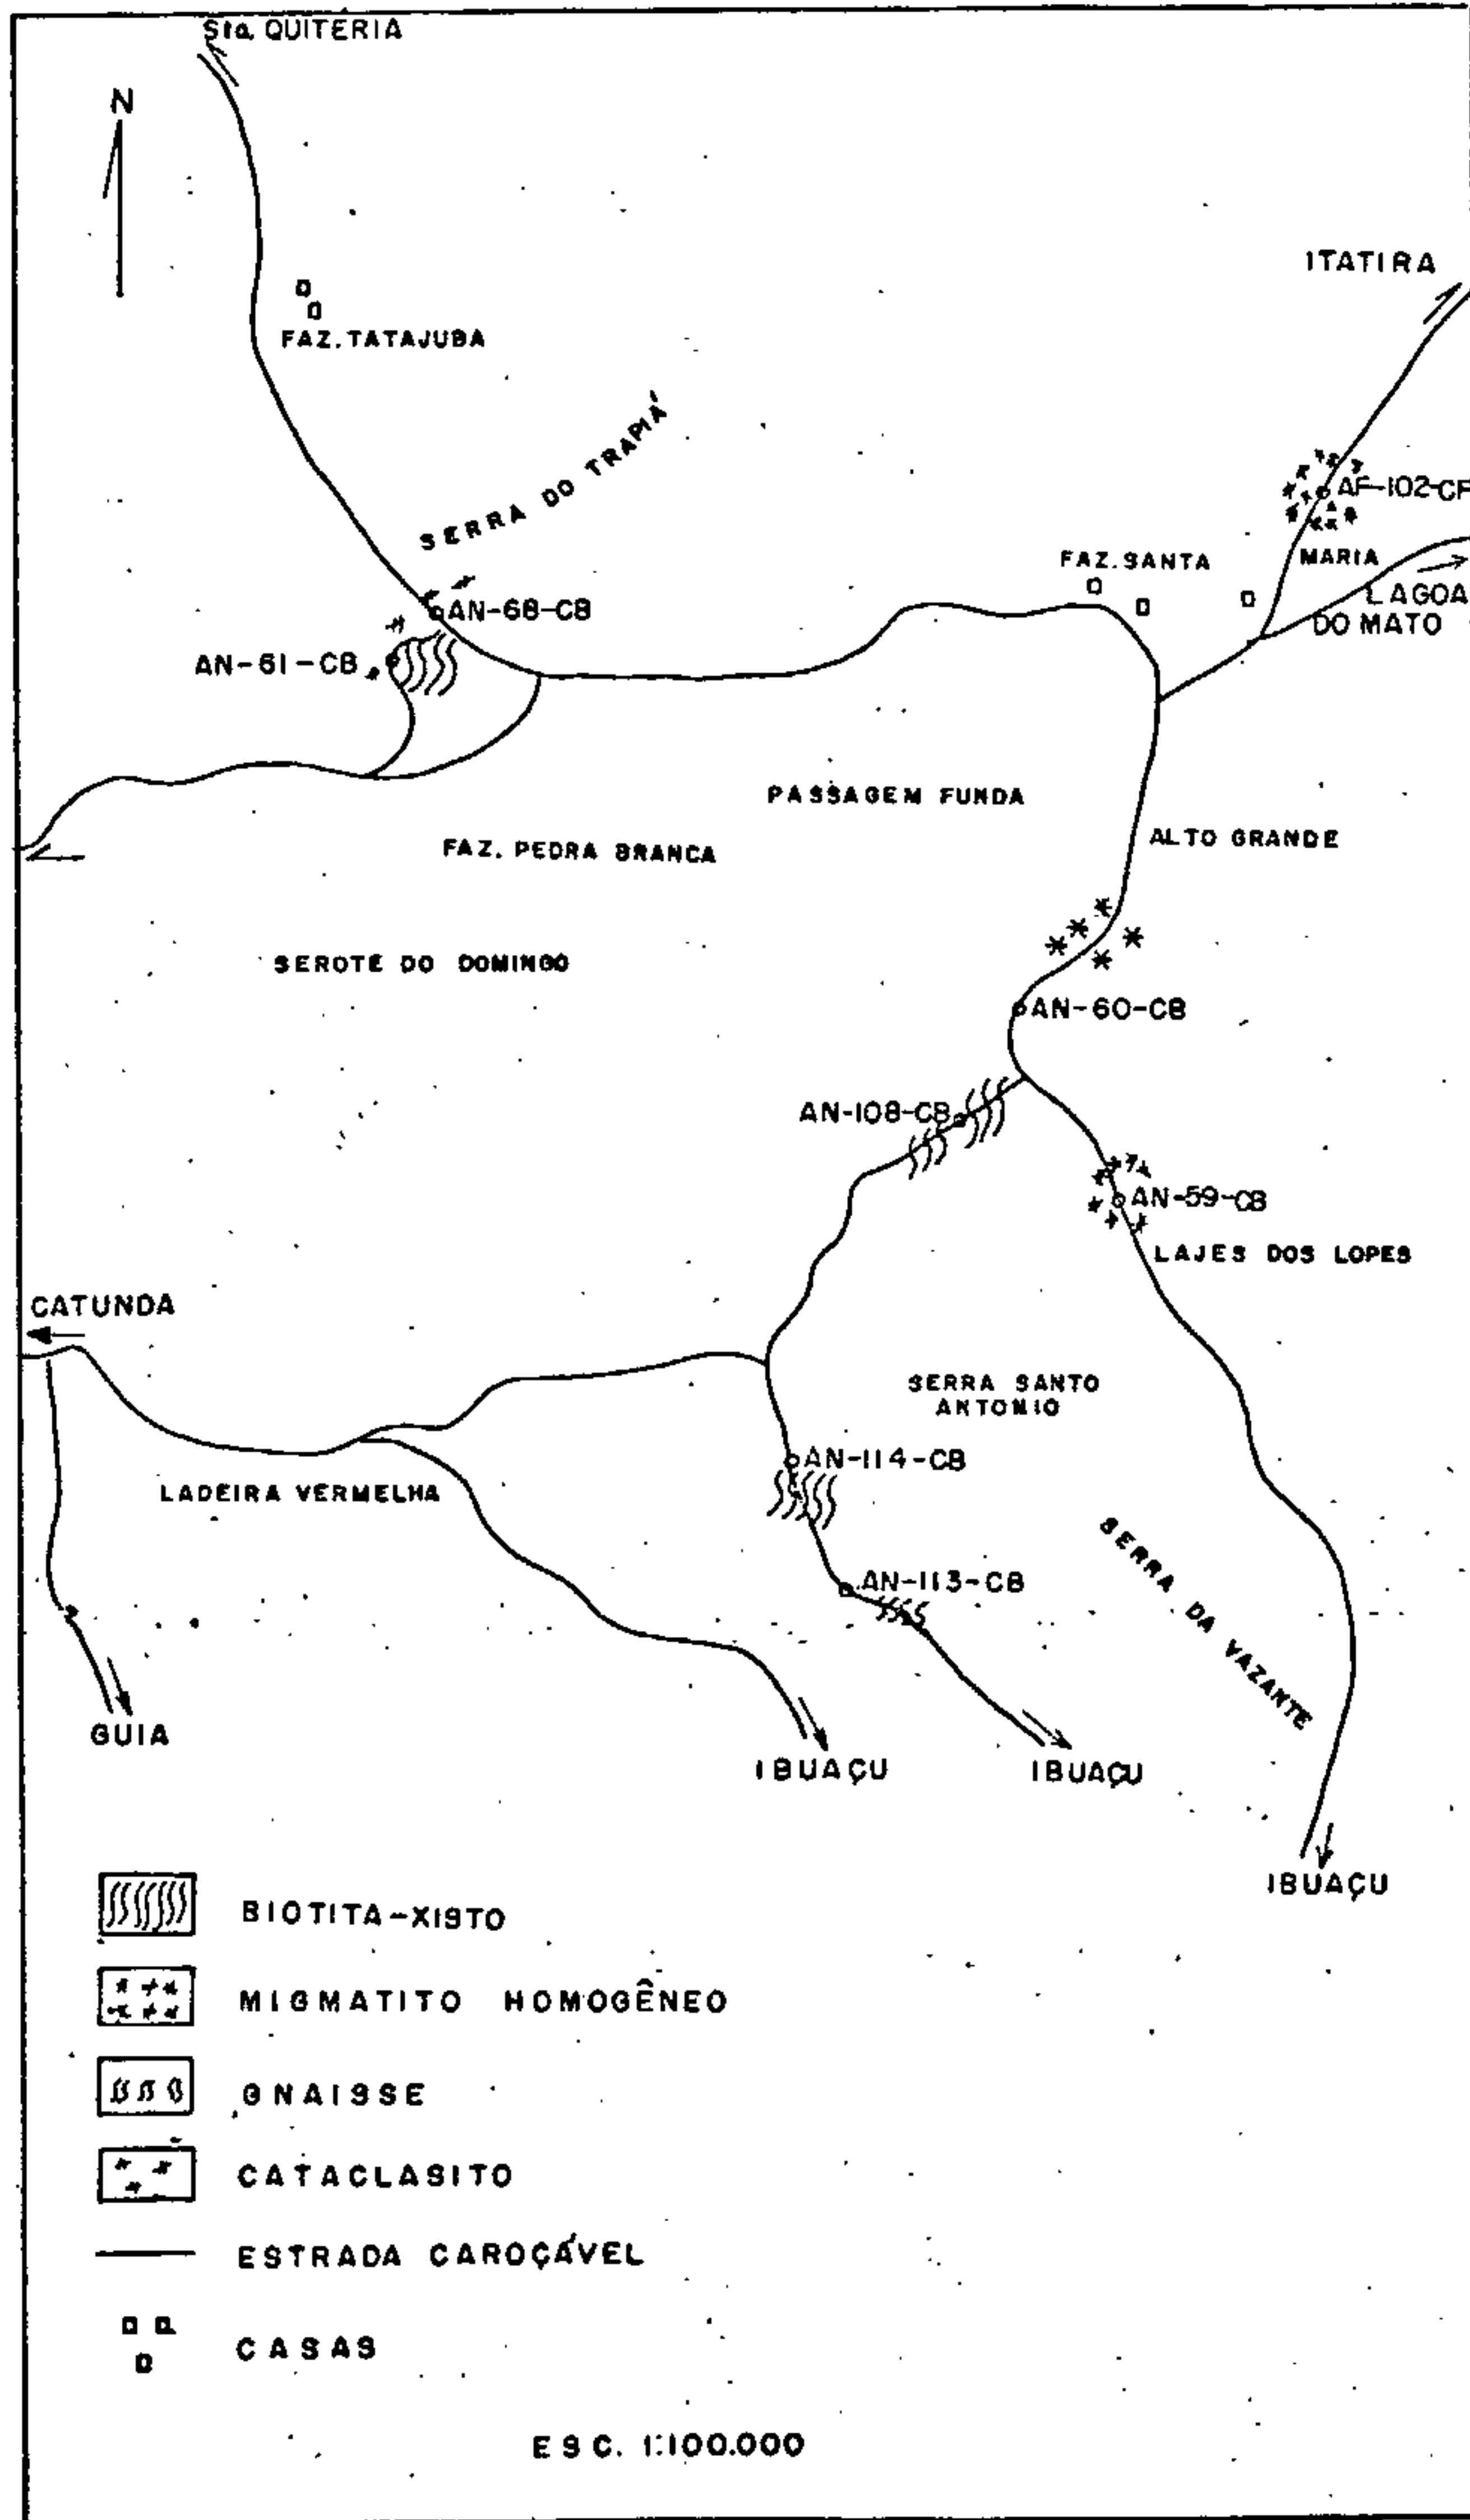 Sta. QUITERIA
N
ITATIRA
FAZ. TATAJUBA
SERRA DO TRAPIÁ
AF-102-CF
FAZ. SANTA MARIA
LAGOA
DO MATO
AN-68-CB
AN-61-CB
PASSAGEM FUNDA
ALTO GRANDE
FAZ. PEDRA BRANCA
SEROTE DO DOMINGO
AN-60-CB
AN-108-CB
AN-59-CB
LAJES DOS LOPES
CATUNDA
SERRA SANTO
ANTONIO
AN-114-CB
LADEIRA VERMELHA
SERRA DA VAZANTE
AN-113-CB
GUIA
IBUAÇU
IBUAÇU
IBUAÇU
BIOTITA-XISTO
MIGMATITO HOMOGÊNEO
GNAISSE
CATACLASITO
ESTRADA CAROÇÁVEL
CASAS
ESC. 1:100.000